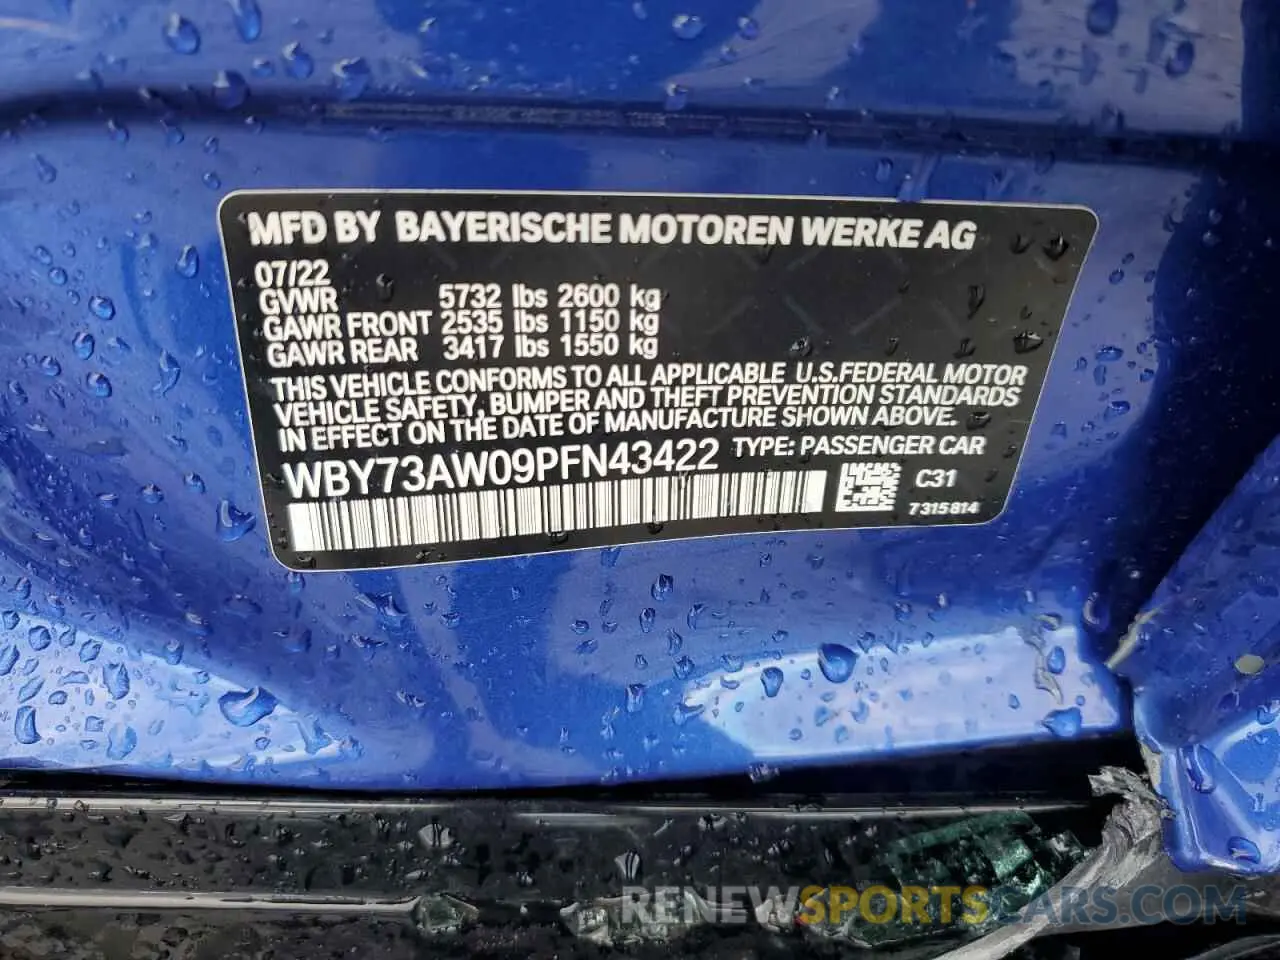 MFD BY BAYERISCHE MOTOREN WERKE AG
07/22
GVWR 5732 lbs 2600 kg
GAWR FRONT 2535 lbs 1150 kg
GAWR REAR 3417 lbs 1550 kg
THIS VEHICLE CONFORMS TO ALL APPLICABLE U.S.FEDERAL MOTOR
VEHICLE SAFETY, BUMPER AND THEFT PREVENTION STANDARDS
IN EFFECT ON THE DATE OF MANUFACTURE SHOWN ABOVE.
WBY73AW09PFN43422 TYPE: PASSENGER CAR
C31
7315814
RENEWSPORTSCARS.COM